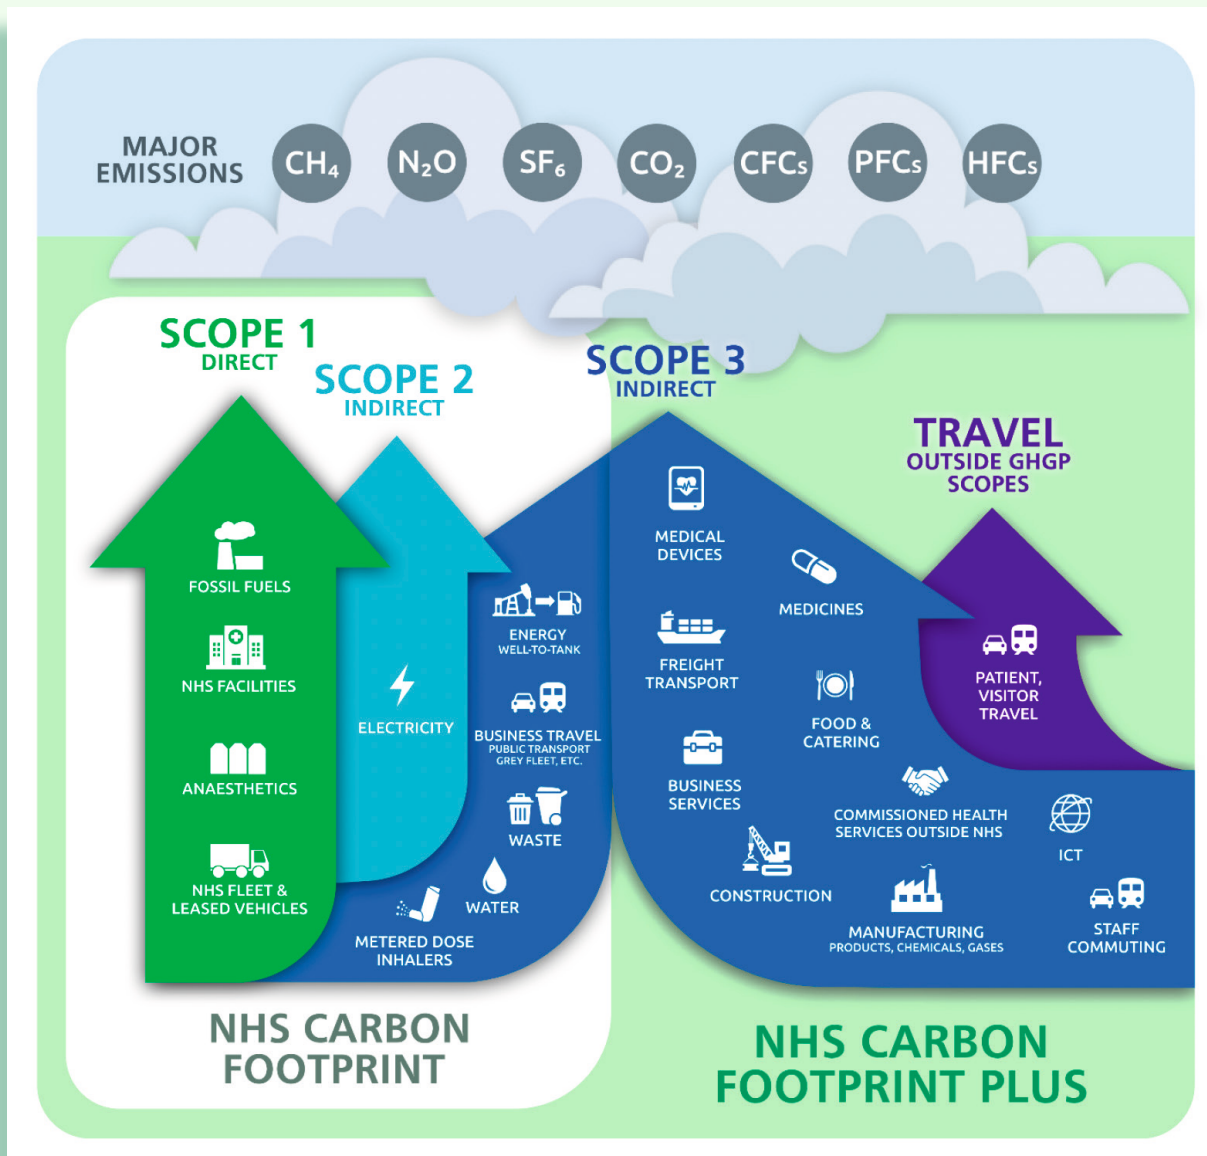 MAJOR
EMISSIONS
CH₄
N₂O
SF₆
CO₂
CFCs
PFCs
HFCs
SCOPE 1
DIRECT
FOSSIL FUELS
NHS FACILITIES
ANAESTHETICS
NHS FLEET &
LEASED VEHICLES
SCOPE 2
INDIRECT
ELECTRICITY
SCOPE 3
INDIRECT
ENERGY
WELL-TO-TANK
BUSINESS TRAVEL
PUBLIC TRANSPORT
GREY FLEET, ETC.
WASTE
WATER
METERED DOSE
INHALERS
MEDICAL
DEVICES
MEDICINES
FREIGHT
TRANSPORT
FOOD &
CATERING
BUSINESS
SERVICES
COMMISSIONED HEALTH
SERVICES OUTSIDE NHS
ICT
CONSTRUCTION
MANUFACTURING
PRODUCTS, CHEMICALS, GASES
STAFF
COMMUTING
TRAVEL
OUTSIDE GHGP
SCOPES
PATIENT,
VISITOR
TRAVEL
NHS CARBON
FOOTPRINT
NHS CARBON
FOOTPRINT PLUS